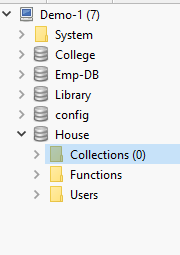 Demo-1 (7)
System
College
Emp-DB
Library
config
House
Collections (0)
Functions
Users